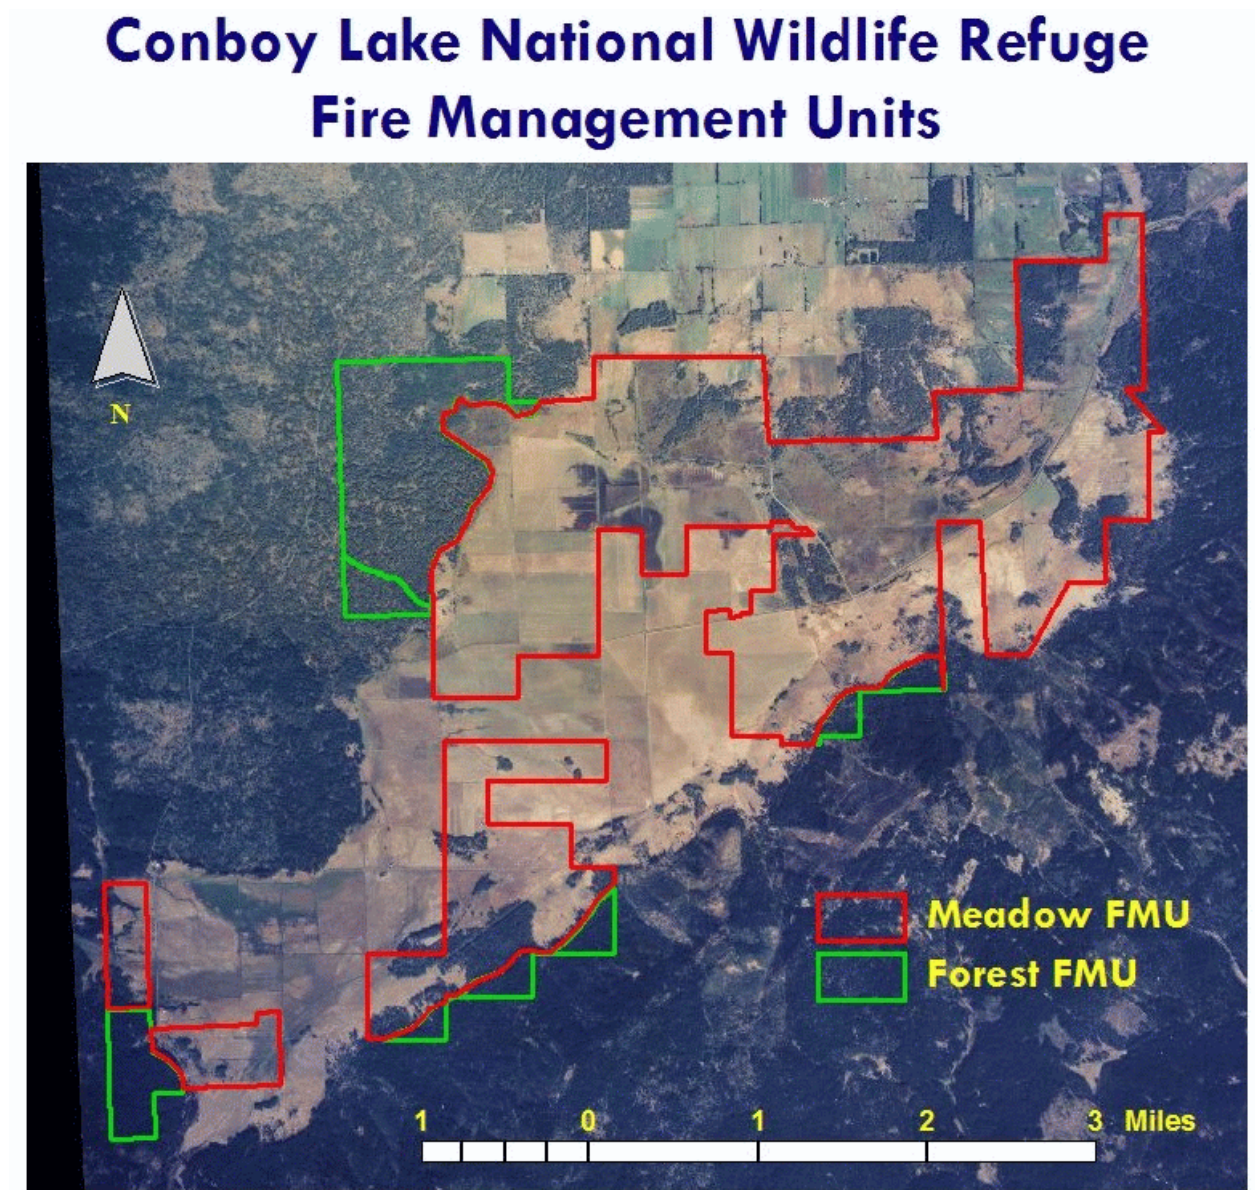 Conboy Lake National Wildlife Refuge
Fire Management Units
N
Meadow FMU
Forest FMU
1 0 1 2 3 Miles